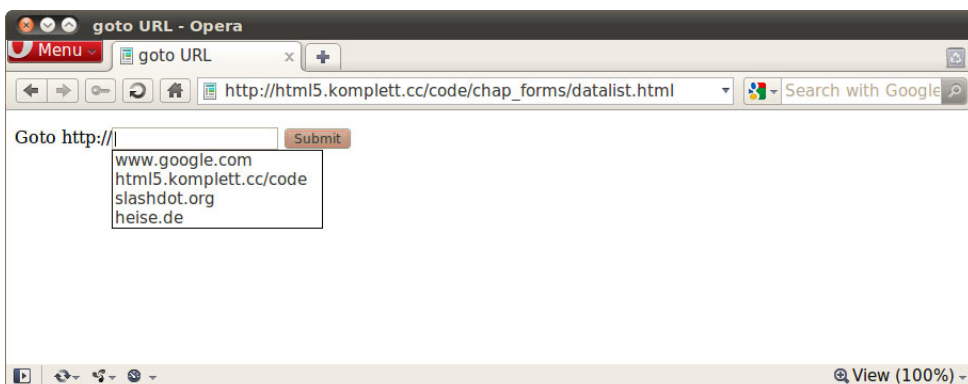 goto URL - Opera
Menu
goto URL
http://html5.komplett.cc/code/chap_forms/datalist.html
Search with Google
Goto http://
Submit
www.google.com
html5.komplett.cc/code
slashdot.org
heise.de
View (100%)